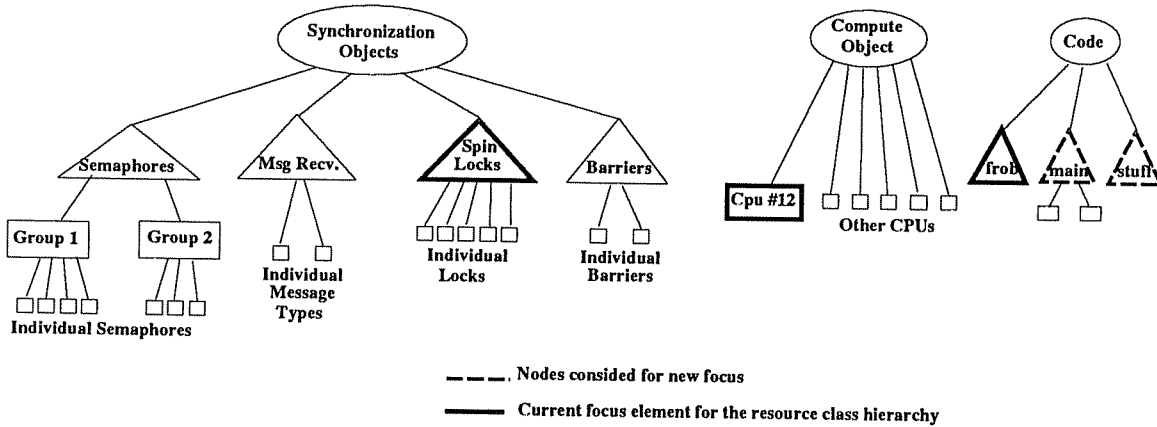 Synchronization
Objects
Compute
Object
Code
Semaphores
Msg Recv.
Spin
Locks
Barriers
frob
main
stuff
Cpu #12
Other CPUs
Group 1
Group 2
Individual
Message
Types
Individual
Locks
Individual
Barriers
Individual Semaphores
Nodes consided for new focus
Current focus element for the resource class hierarchy